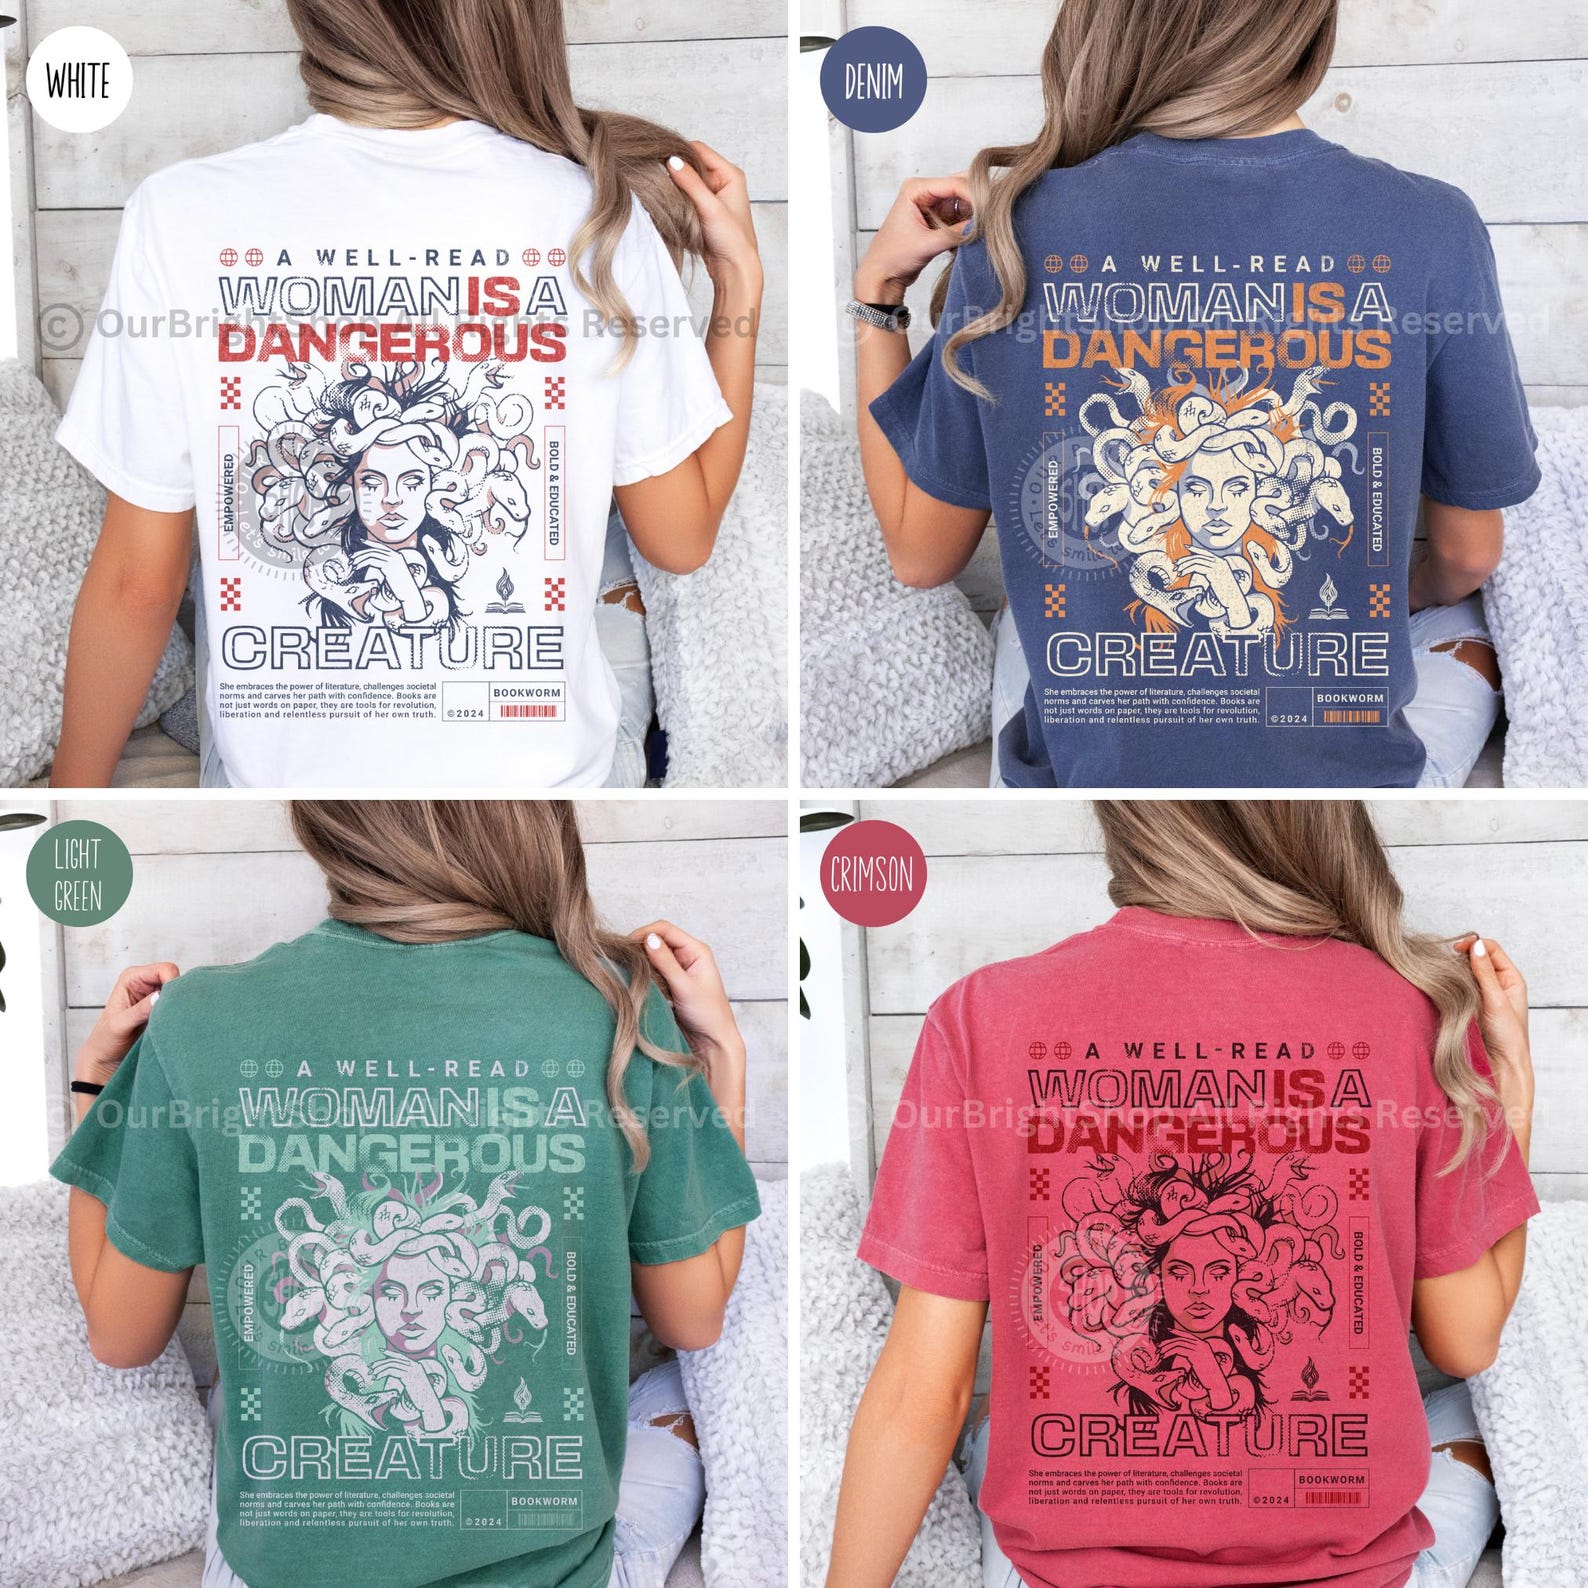 WHITE
A WELL-READ
WOMAN IS A
DANGEROUS
EMPOWERED
BOLD & EDUCATED
CREATURE
She embraces the power of literature, challenges societal
norms and carves her path with confidence. Books are
not just words on paper, they are tools for revolution,
liberation and relentless pursuit of her own truth.
©2024
BOOKWORM
© OurBrightShop All Rights Reserved
DENIM
A WELL-READ
WOMAN IS A
DANGEROUS
EMPOWERED
BOLD & EDUCATED
CREATURE
She embraces the power of literature, challenges societal
norms and carves her path with confidence. Books are
not just words on paper, they are tools for revolution,
liberation and relentless pursuit of her own truth.
©2024
BOOKWORM
© OurBrightShop All Rights Reserved
LIGHT
GREEN
A WELL-READ
WOMAN IS A
DANGEROUS
EMPOWERED
BOLD & EDUCATED
CREATURE
She embraces the power of literature, challenges societal
norms and carves her path with confidence. Books are
not just words on paper, they are tools for revolution,
liberation and relentless pursuit of her own truth.
©2024
BOOKWORM
© OurBrightShop All Rights Reserved
CRIMSON
A WELL-READ
WOMAN IS A
DANGEROUS
EMPOWERED
BOLD & EDUCATED
CREATURE
She embraces the power of literature, challenges societal
norms and carves her path with confidence. Books are
not just words on paper, they are tools for revolution,
liberation and relentless pursuit of her own truth.
©2024
BOOKWORM
© OurBrightShop All Rights Reserved